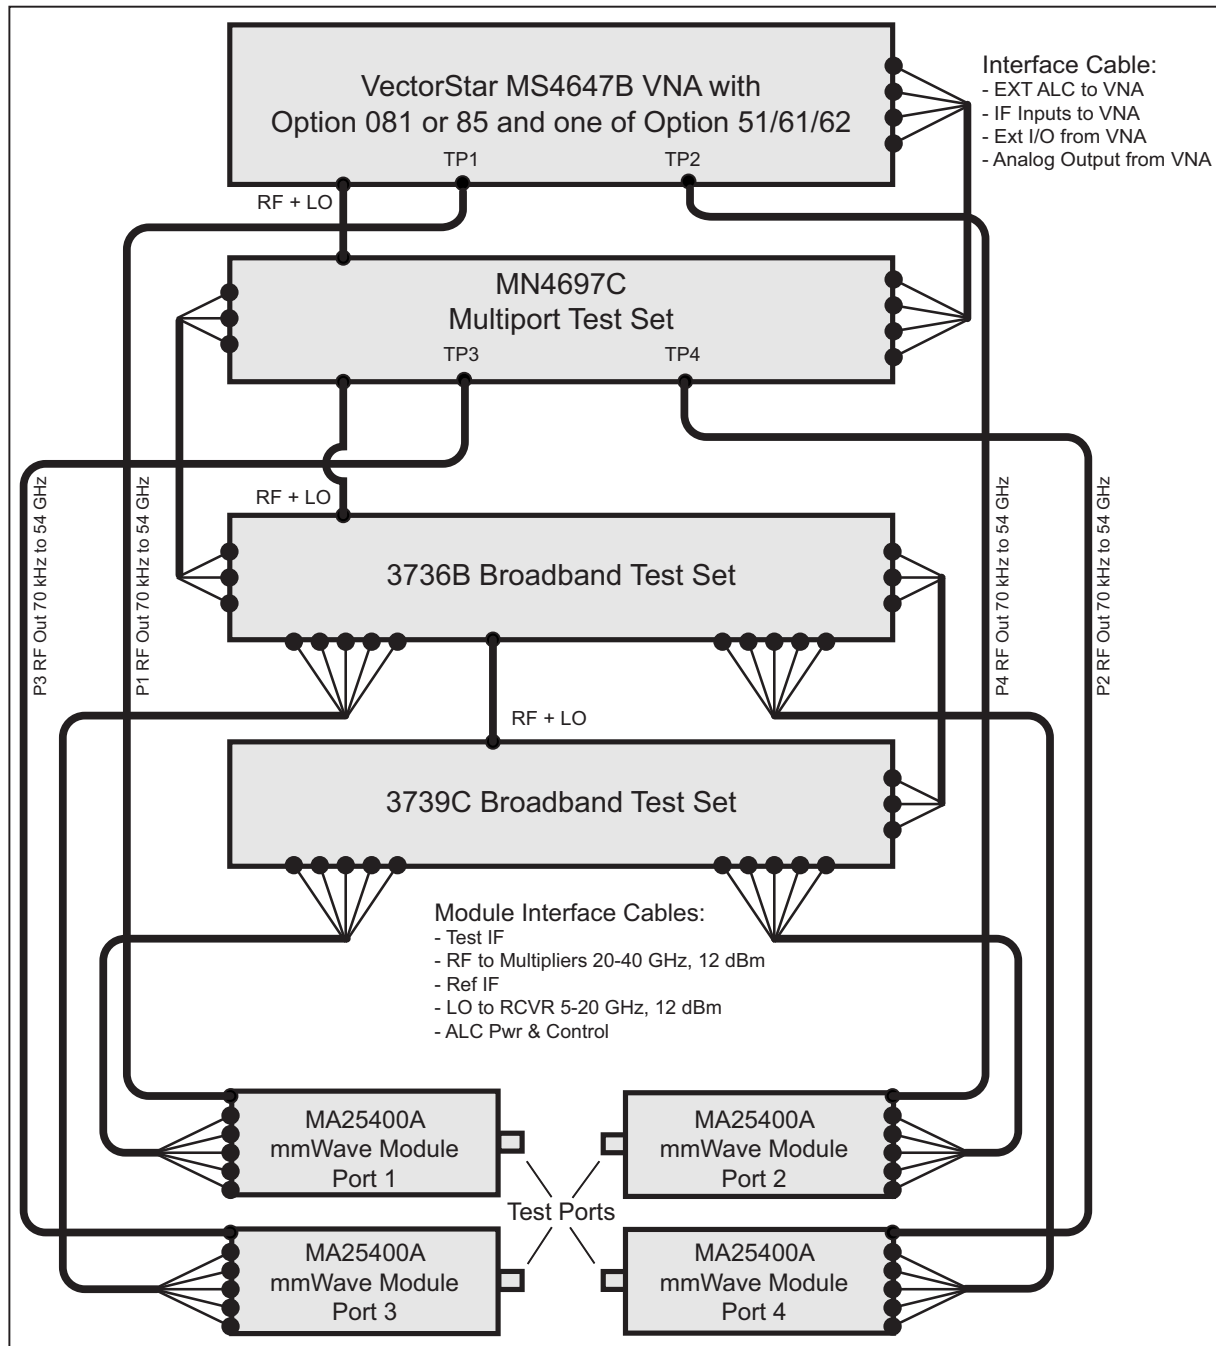 VectorStar MS4647B VNA with
Option 081 or 85 and one of Option 51/61/62
TP1
TP2
Interface Cable:
- EXT ALC to VNA
- IF Inputs to VNA
- Ext I/O from VNA
- Analog Output from VNA
RF + LO
MN4697C
Multiport Test Set
TP3
TP4
RF + LO
P3 RF Out 70 kHz to 54 GHz
P1 RF Out 70 kHz to 54 GHz
P4 RF Out 70 kHz to 54 GHz
P2 RF Out 70 kHz to 54 GHz
3736B Broadband Test Set
RF + LO
3739C Broadband Test Set
Module Interface Cables:
- Test IF
- RF to Multipliers 20-40 GHz, 12 dBm
- Ref IF
- LO to RCVR 5-20 GHz, 12 dBm
- ALC Pwr & Control
MA25400A
mmWave Module
Port 1
MA25400A
mmWave Module
Port 2
Test Ports
MA25400A
mmWave Module
Port 3
MA25400A
mmWave Module
Port 4